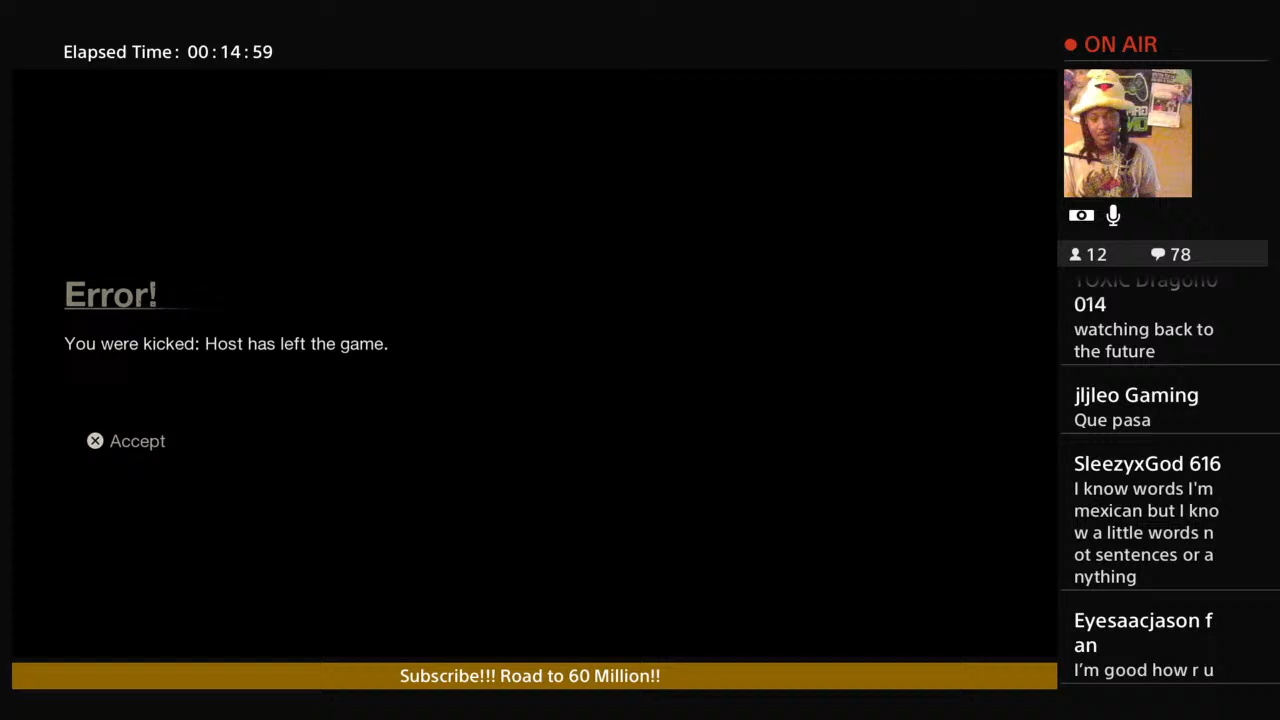 Elapsed Time: 00:14:59
ON AIR
12 78
TOXIC Dragon0
014
watching back to
the future
jljleo Gaming
Que pasa
SleezyxGod 616
I know words I'm
mexican but I kno
w a little words n
ot sentences or a
nything
Eyesaacjason f
an
I'm good how r u
Error!
You were kicked: Host has left the game.
Accept
Subscribe!!! Road to 60 Million!!